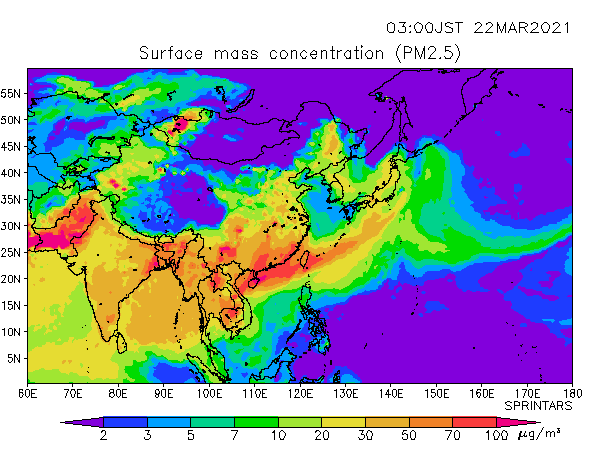 03:00JST 22MAR2021
Surface mass concentration (PM2.5)
55N
50N
45N
40N
35N
30N
25N
20N
15N
10N
5N
60E 70E 80E 90E 100E 110E 120E 130E 140E 150E 160E 170E 180
SPRINTARS
2 3 5 7 10 20 30 50 70 100 μg/m³